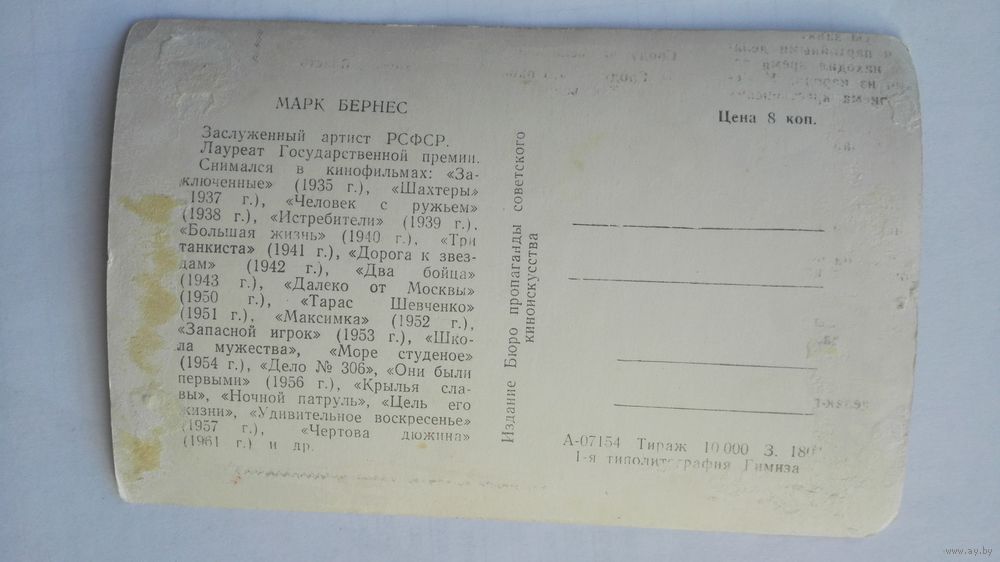 МАРК БЕРНЕС
Заслуженный артист РСФСР.
Лауреат Государственной премии.
Снимался в кинофильмах: «За-
ключенные» (1935 г.), «Шахтеры»
1937 г.), «Человек с ружьем»
(1938 г.), «Истребители» (1939 г.),
«Большая жизнь» (1940 г.), «Три
танкиста» (1941 г.), «Дорога к звез-
дам» (1942 г.), «Два бойца»
(1943 г.), «Далеко от Москвы»
(1950 г.), «Тарас Шевченко»
(1951 г.), «Максимка» (1952 г.),
«Запасной игрок» (1953 г.), «Шко-
ла мужества», «Море студеное»
(1954 г.), «Дело № 306», «Они были
первыми» (1956 г.), «Крылья сла-
вы», «Ночной патруль», «Цель его
жизни», «Удивительное воскресенье»
(1957 г.), «Чертова дюжина»
(1961 г.) и др.
Издание Бюро пропаганды советского
киноискусства
Цена 8 коп.
А-07154 Тираж 10 000 З.
1-я типолитография Гимиза
www.ay.by